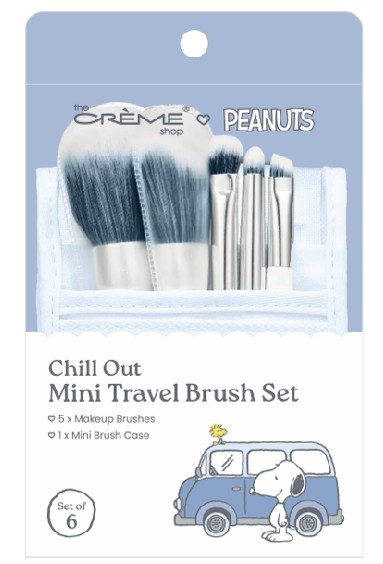 the
CRÈME®
shop
PEANUTS
Chill Out
Mini Travel Brush Set
5 x Makeup Brushes
1 x Mini Brush Case
Set of
6